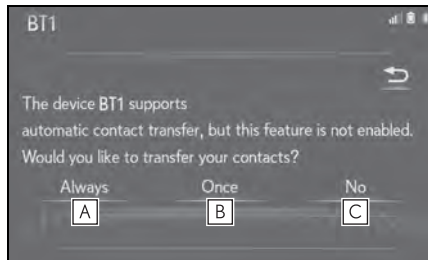 BT1
The device BT1 supports
automatic contact transfer, but this feature is not enabled.
Would you like to transfer your contacts?
Always Once No
A B C